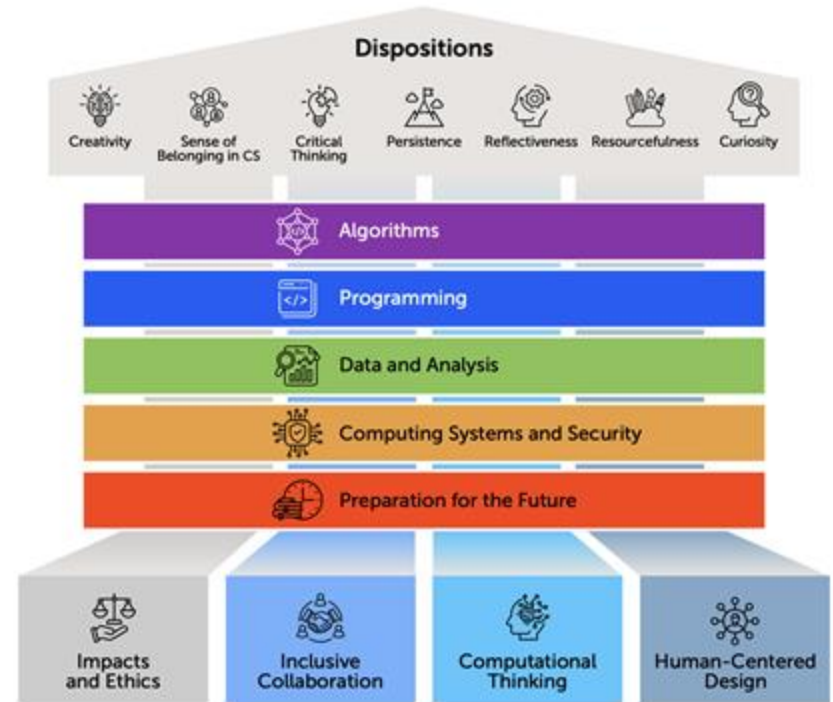 Dispositions
Creativity
Sense of
Belonging in CS
Critical
Thinking
Persistence
Reflectiveness
Resourcefulness
Curiosity
Algorithms
</>
Programming
Data and Analysis
Computing Systems and Security
Preparation for the Future
Impacts
and Ethics
Inclusive
Collaboration
Computational
Thinking
Human-Centered
Design